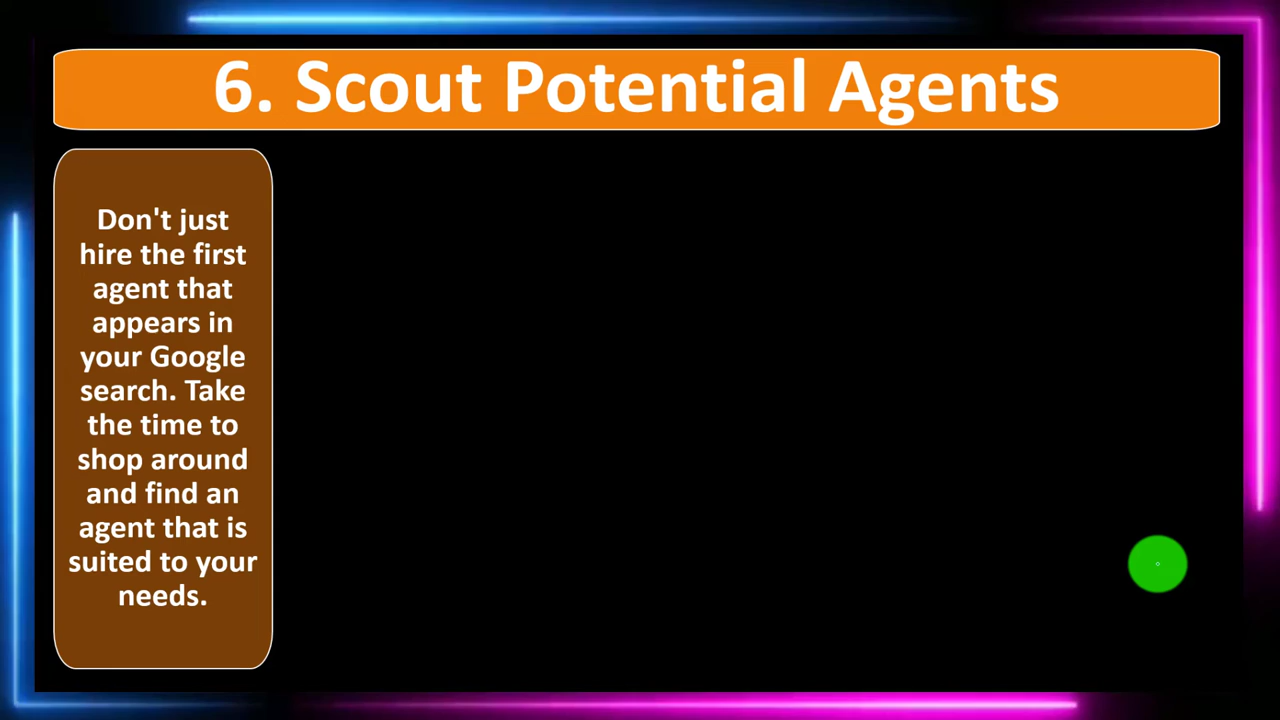 6. Scout Potential Agents
Don't just
hire the first
agent that
appears in
your Google
search. Take
the time to
shop around
and find an
agent that is
suited to your
needs.